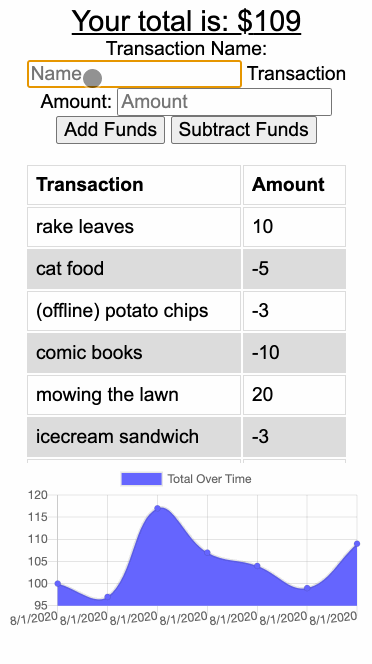 Your total is: $109
Transaction Name:
Name Transaction
Amount: Amount
Add Funds Subtract Funds
Transaction Amount
rake leaves 10
cat food -5
(offline) potato chips -3
comic books -10
mowing the lawn 20
icecream sandwich -3
Total Over Time
120
115
110
105
100
95
8/1/2020 8/1/2020 8/1/2020 8/1/2020 8/1/2020 8/1/2020 8/1/2020